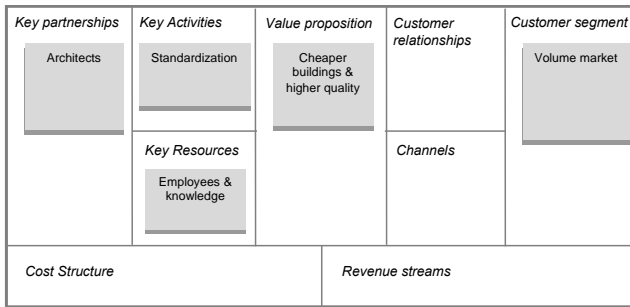 Key partnerships
Architects
Key Activities
Standardization
Key Resources
Employees &
knowledge
Value proposition
Cheaper
buildings &
higher quality
Customer
relationships
Channels
Customer segment
Volume market
Cost Structure
Revenue streams